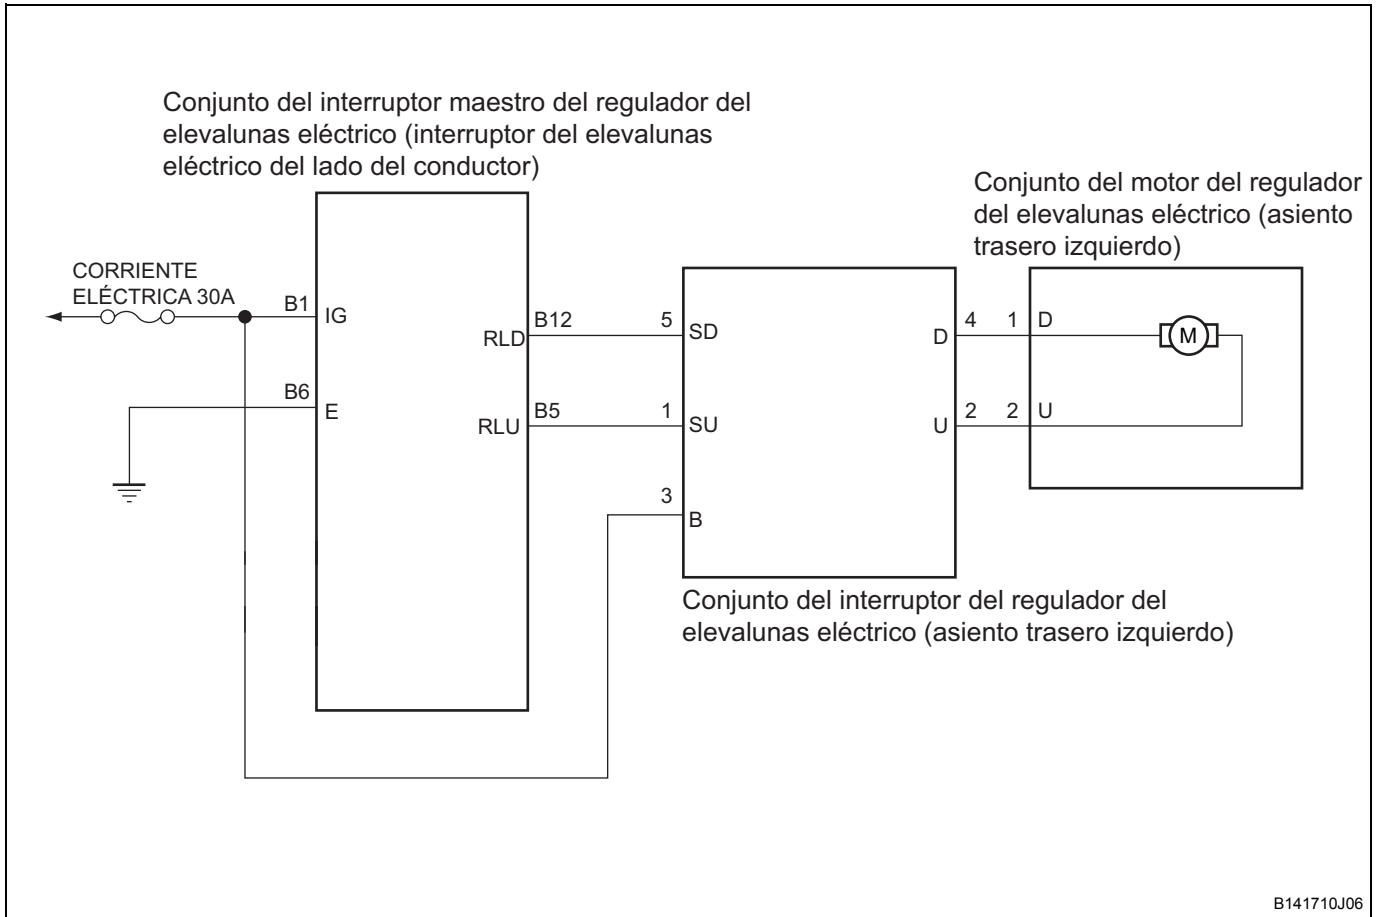 Conjunto del interruptor maestro del regulador del
elevalunas eléctrico (interruptor del elevalunas
eléctrico del lado del conductor)
Conjunto del motor del regulador
del elevalunas eléctrico (asiento
trasero izquierdo)
CORRIENTE
ELÉCTRICA 30A
B1
IG
B6
E
RLD
B12
RLU
B5
5
SD
1
SU
3
B
D
4
1
D
U
2
2
U
M
Conjunto del interruptor del regulador del
elevalunas eléctrico (asiento trasero izquierdo)
B141710J06